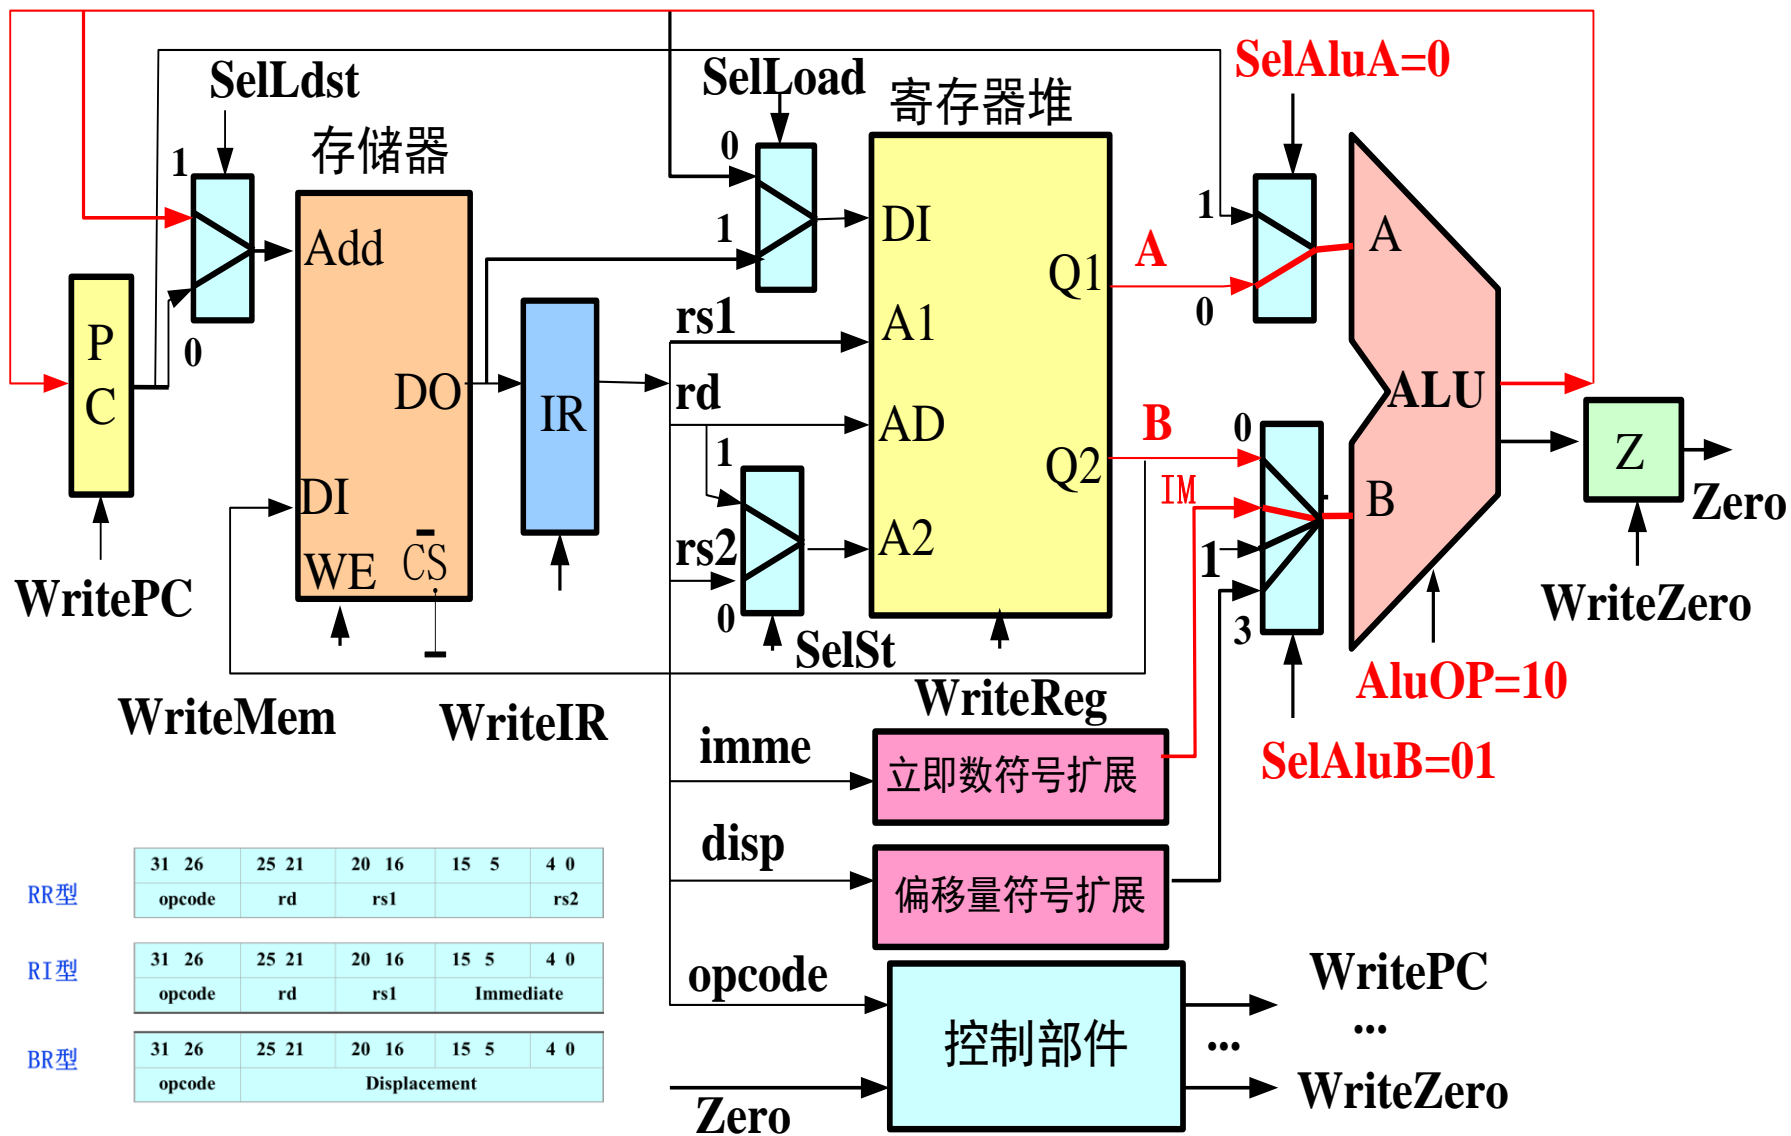 SelLdst
SelLoad
SelAluA=0
存储器
寄存器堆
1
0
Add
DO
DI
WE
CS
P
C
0
WritePC
WriteMem
IR
WriteIR
0
1
rs1
rd
1
rs2
0
SelSt
DI
Q1
A1
AD
Q2
A2
WriteReg
A
B
IM
1
0
0
1
3
A
B
ALU
AluOP=10
SelAluB=01
Z
Zero
WriteZero
imme
立即数符号扩展
disp
偏移量符号扩展
opcode
控制部件
Zero
WritePC
...
...
WriteZero
RR型
31 26 25 21 20 16 15 5 4 0
opcode rd rs1 rs2
RI型
31 26 25 21 20 16 15 5 4 0
opcode rd rs1 Immediate
BR型
31 26 25 21 20 16 15 5 4 0
opcode Displacement